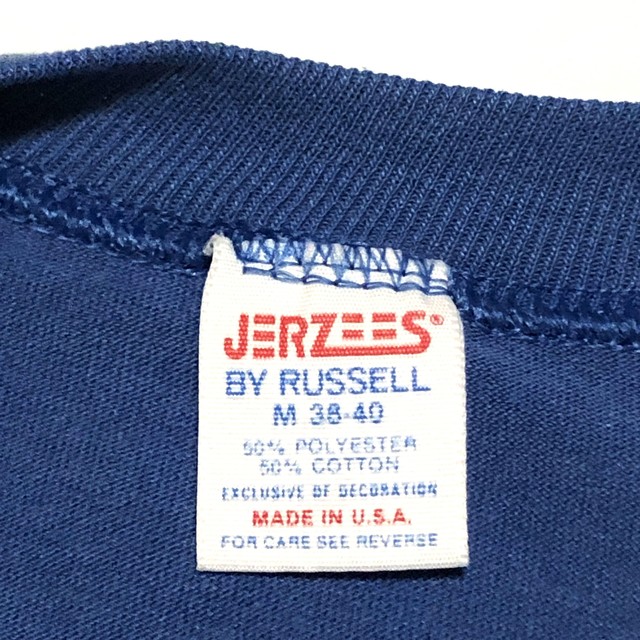 JERZEES®
BY RUSSELL
M 38-40
50% POLYESTER
50% COTTON
EXCLUSIVE OF DECORATION
MADE IN U.S.A.
FOR CARE SEE REVERSE